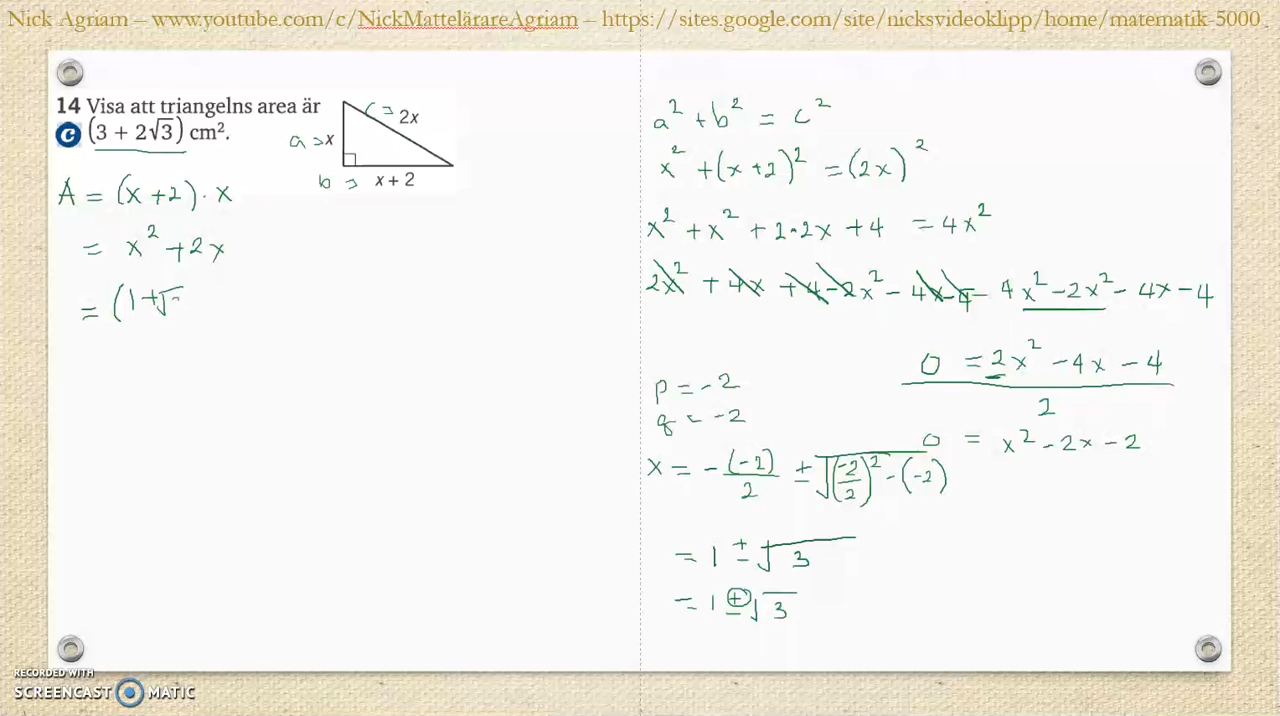 Nick Agriam – www.youtube.com/c/NickMattelärareAgriam – https://sites.google.com/site/nicksvideoklipp/home/matematik-5000 .
14 Visa att triangelns area är
C (3 + 2√3) cm².
c => 2x
a => x
b => x + 2
A = (x+2)·x
= x² + 2x
= (1+√
a² + b² = c²
x² + (x+2)² = (2x)²
x² + x² + 2·2x + 4 = 4x²
2x² + 4x + 4 - 2x² - 4x - 4 = 4x² - 2x² - 4x - 4
0 = 2x² - 4x - 4
2
0 = x² - 2x - 2
p = -2
q = -2
x = - (-2)/2 ± √((-2/2)² - (-2))
= 1 ± √3
= 1 ± √3
RECORDED WITH
SCREENCAST MATIC